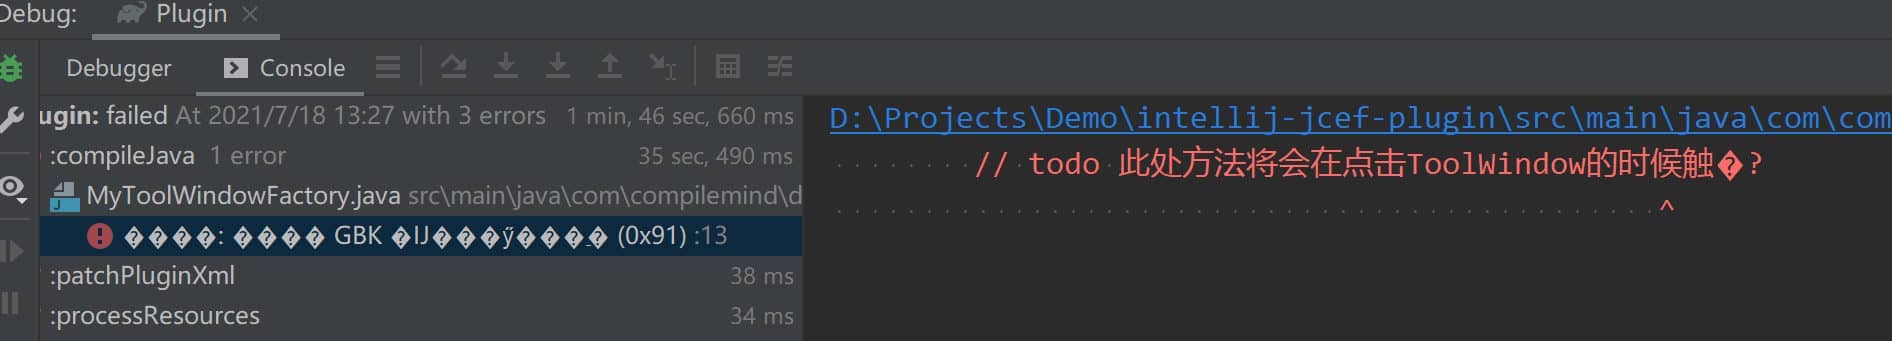 Debug: Plugin
Debugger Console
ugin: failed At 2021/7/18 13:27 with 3 errors 1 min, 46 sec, 660 ms
:compileJava 1 error 35 sec, 490 ms
MyToolWindowFactory.java src\main\java\com\compilemind\d
����: ���� GBK �Ĳ���ӳ���ַ� (0x91) :13
:patchPluginXml 38 ms
:processResources 34 ms
D:\Projects\Demo\intellij-jcef-plugin\src\main\java\com\com
// todo 此处方法将会在点击ToolWindow的时候触�?
^